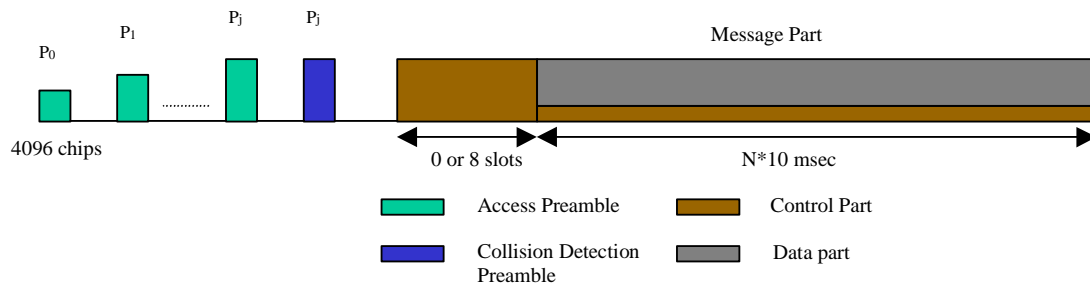 P0
P1
Pj
Pj
Message Part
............
4096 chips
0 or 8 slots
N*10 msec
Access Preamble
Control Part
Collision Detection
Preamble
Data part